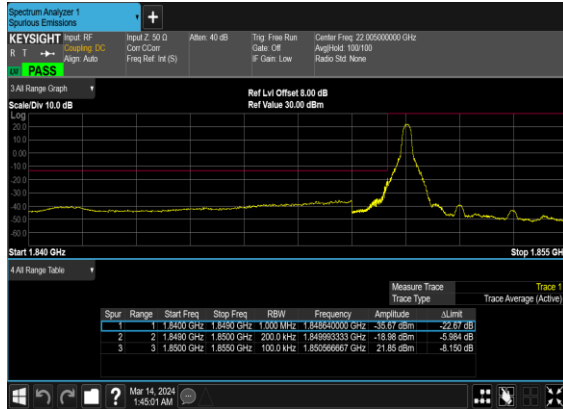 Spectrum Analyzer 1
Spurious Emissions
+
KEYSIGHT Input: RF Input Z: 50 Ω Atten: 40 dB Trig: Free Run Center Freq: 22.005000000 GHz
R T Coupling: DC Corr CCorr Gate: Off Avg|Hold: 100/100
Align: Auto Freq Ref: Int (S) IF Gain: Low Radio Std: None
PASS
3 All Range Graph
Ref Lvl Offset 8.00 dB
Scale/Div 10.0 dB Ref Value 30.00 dBm
Log
20.0
10.0
0.00
-10.0
-20.0
-30.0
-40.0
-50.0
-60.0
Start 1.840 GHz Stop 1.855 GH
4 All Range Table
Measure Trace Trace 1
Trace Type Trace Average (Active)
Spur Range Start Freq Stop Freq RBW Frequency Amplitude ΔLimit
1 1 1.8400 GHz 1.8490 GHz 1.000 MHz 1.848640000 GHz -35.67 dBm -22.67 dB
2 2 1.8490 GHz 1.8500 GHz 200.0 kHz 1.849993333 GHz -18.98 dBm -5.984 dB
3 3 1.8500 GHz 1.8550 GHz 100.0 kHz 1.850566667 GHz 21.85 dBm -8.150 dB
? Mar 14, 2024
1:45:01 AM